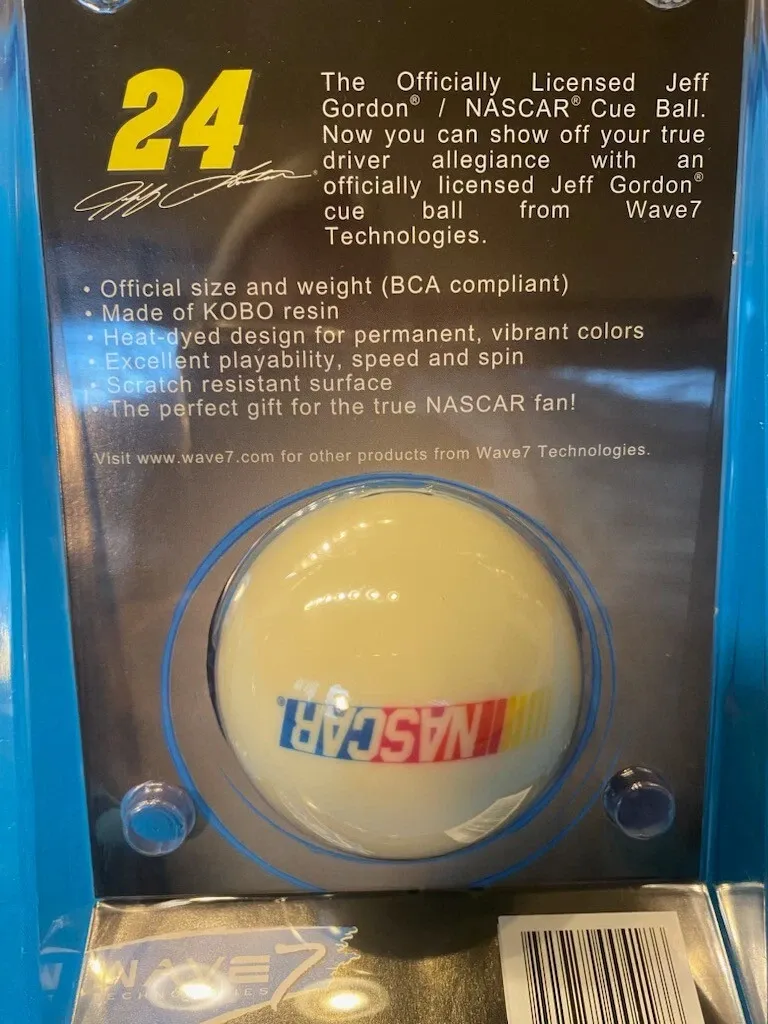 24
The Officially Licensed Jeff
Gordon® / NASCAR® Cue Ball.
Now you can show off your true
driver allegiance with an
officially licensed Jeff Gordon®
cue ball from Wave7
Technologies.
• Official size and weight (BCA compliant)
• Made of KOBO resin
• Heat-dyed design for permanent, vibrant colors
• Excellent playability, speed and spin
• Scratch resistant surface
• The perfect gift for the true NASCAR fan!
Visit www.wave7.com for other products from Wave7 Technologies.
NASCAR®
WAVE7
TECHNOLOGIES